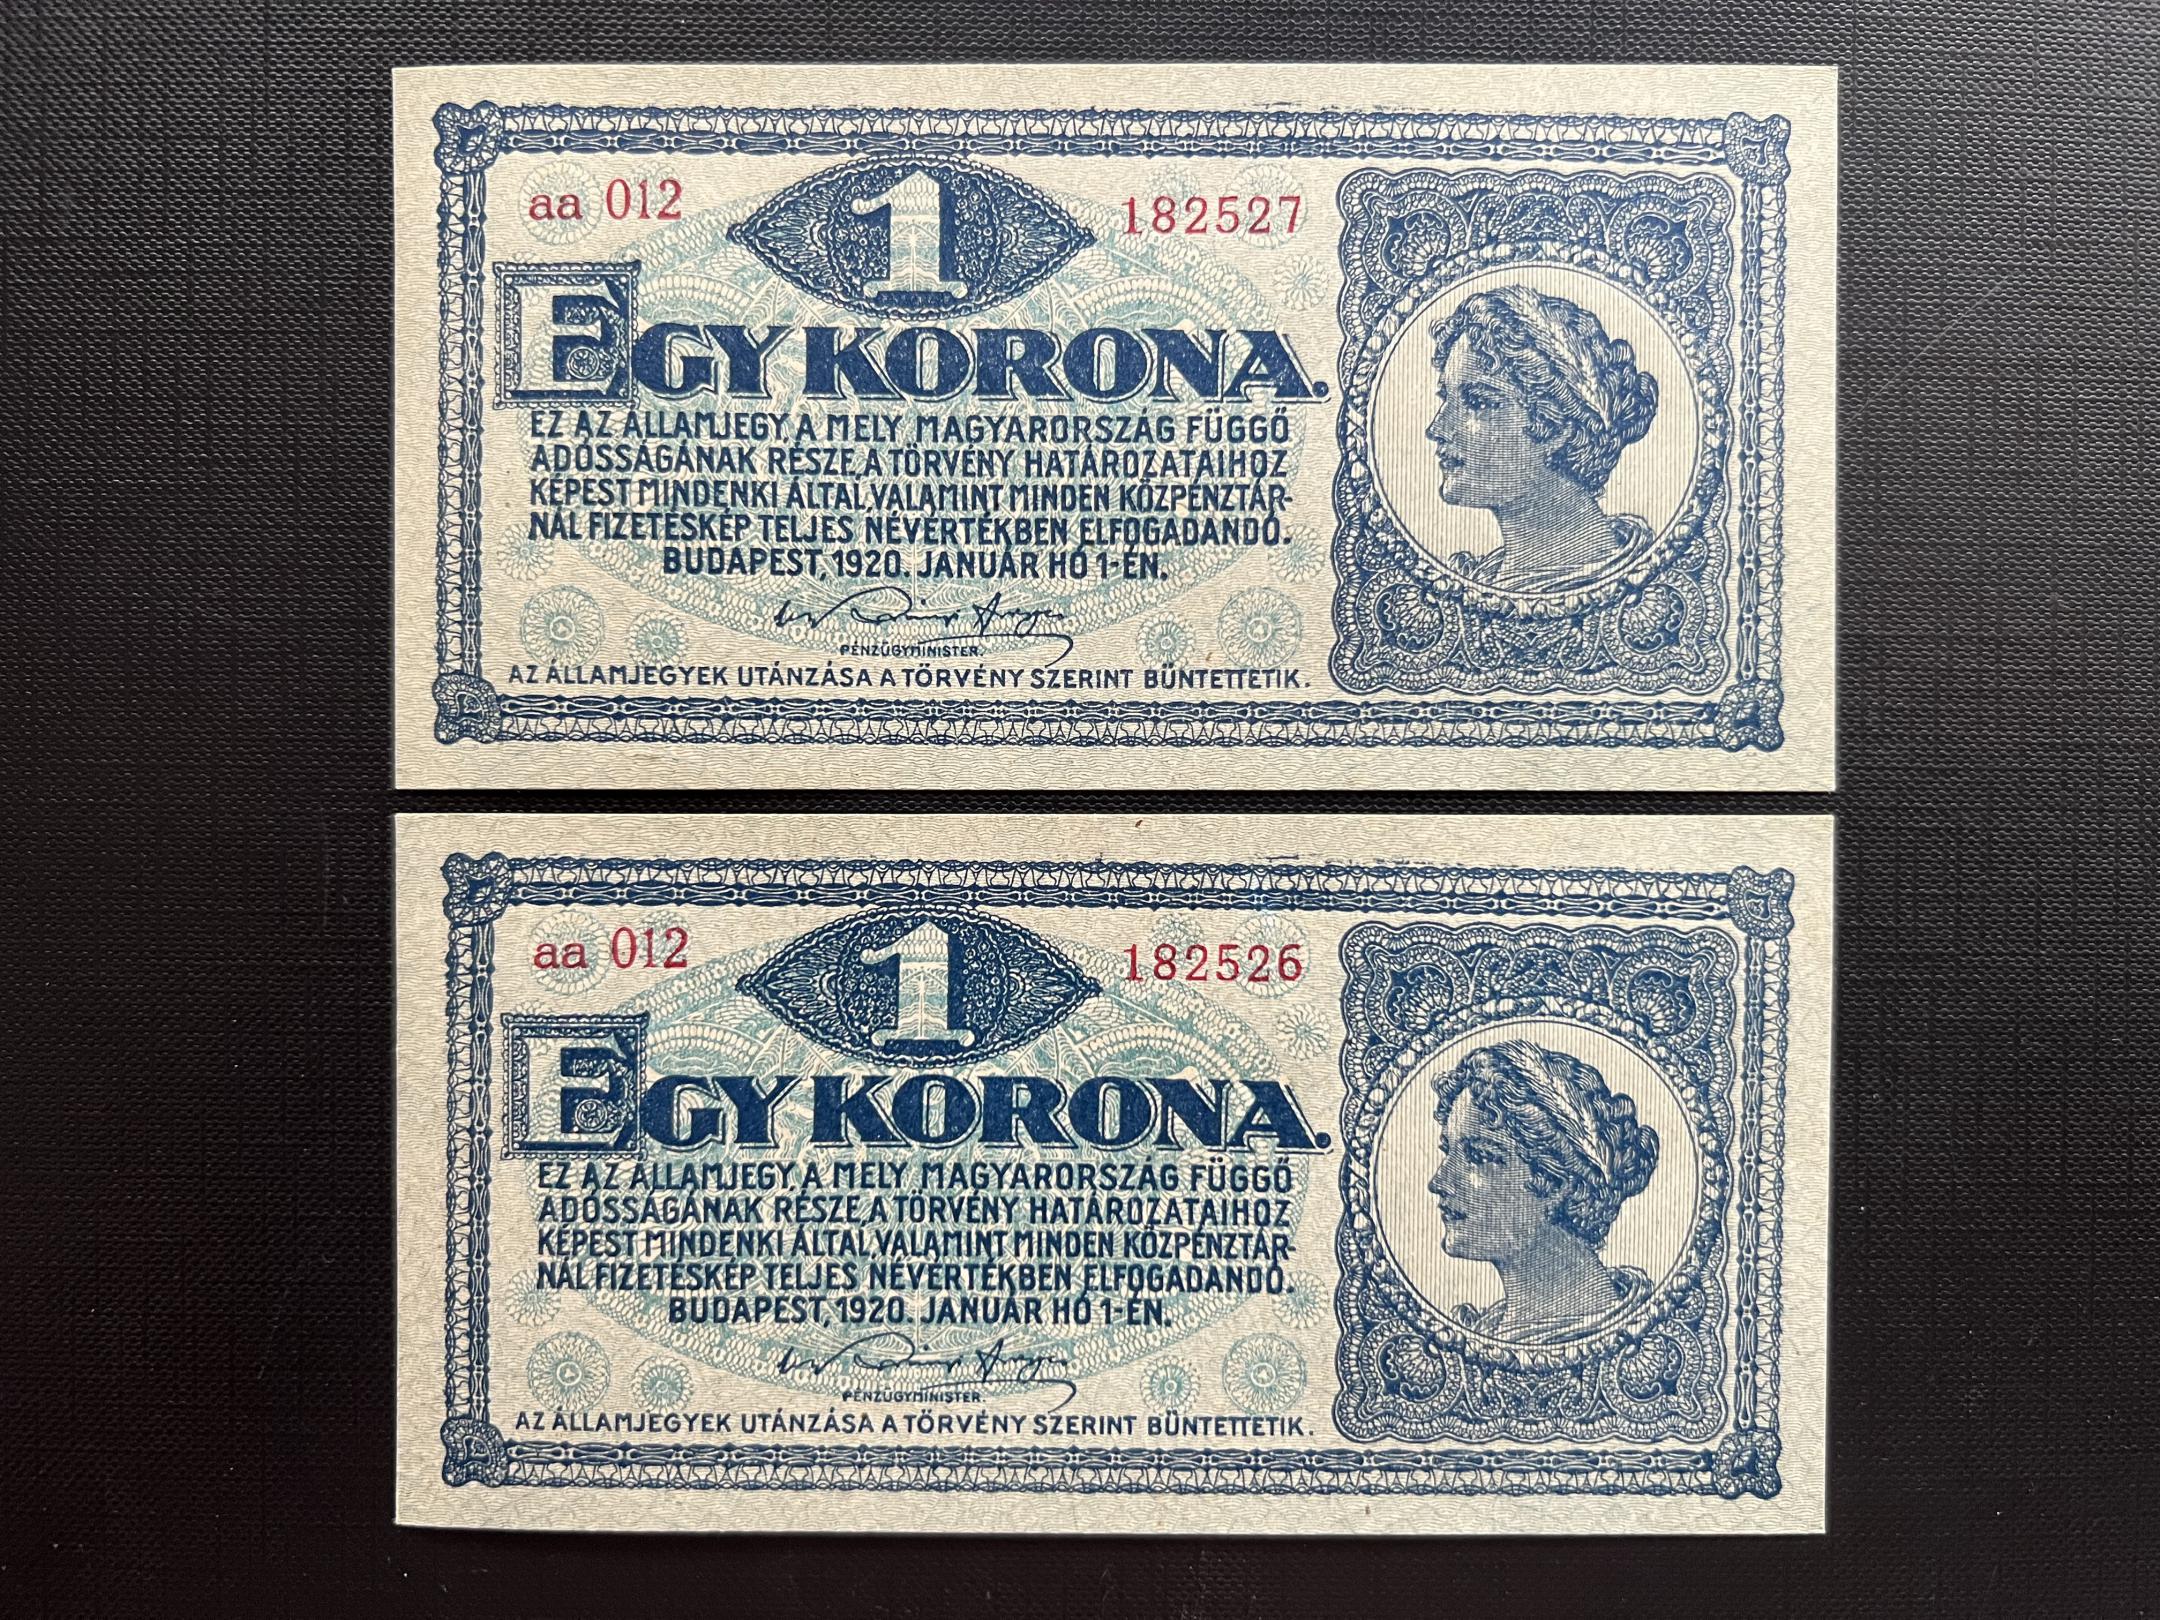 aa 012
1
182527
EGY KORONA.
EZ AZ ÁLLAMJEGY, A MELY MAGYARORSZÁG FÜGGŐ
ADÓSSÁGÁNAK RÉSZE, A TÖRVÉNY HATÁROZATAIHOZ
KÉPEST MINDENKI ÁLTAL, VALAMINT MINDEN KÖZPÉNZTÁR-
NÁL FIZETÉSKÉP TELJES NÉVÉRTÉKBEN ELFOGADANDÓ.
BUDAPEST, 1920. JANUÁR HÓ 1-ÉN.
PÉNZÜGYMINISTER.
AZ ÁLLAMJEGYEK UTÁNZÁSA A TÖRVÉNY SZERINT BÜNTETTETIK.
aa 012
1
182526
EGY KORONA.
EZ AZ ÁLLAMJEGY, A MELY MAGYARORSZÁG FÜGGŐ
ADÓSSÁGÁNAK RÉSZE, A TÖRVÉNY HATÁROZATAIHOZ
KÉPEST MINDENKI ÁLTAL, VALAMINT MINDEN KÖZPÉNZTÁR-
NÁL FIZETÉSKÉP TELJES NÉVÉRTÉKBEN ELFOGADANDÓ.
BUDAPEST, 1920. JANUÁR HÓ 1-ÉN.
PÉNZÜGYMINISTER.
AZ ÁLLAMJEGYEK UTÁNZÁSA A TÖRVÉNY SZERINT BÜNTETTETIK.